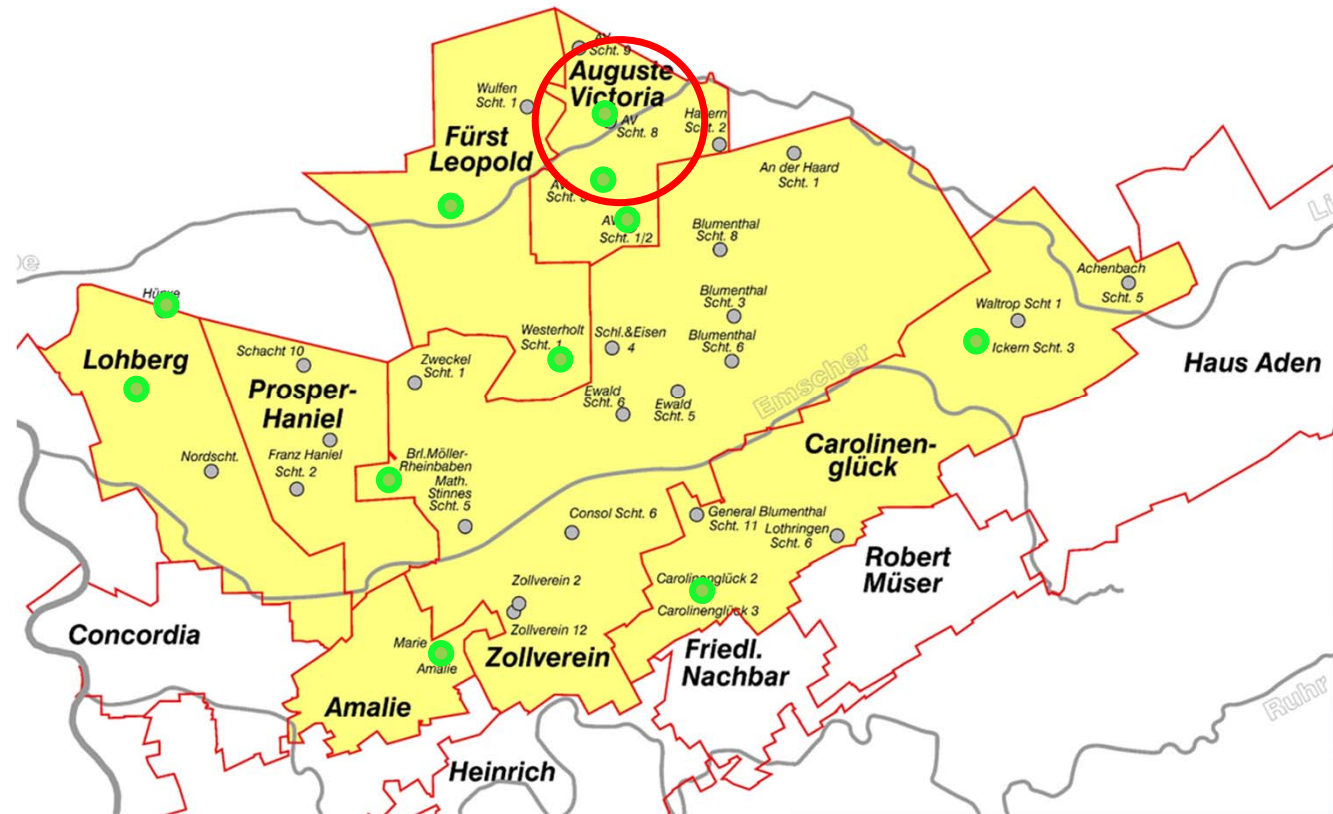 AV
Scht. 9
Auguste
Victoria
AV
Scht. 8
Wulfen
Scht. 1
Fürst
Leopold
Scht. 2
An der Haard
Scht. 1
AV
Scht. 1/2
Blumenthal
Scht. 8
Blumenthal
Scht. 3
Blumenthal
Scht. 6
Achenbach
Scht. 5
Waltrop Scht 1
Ickern Scht. 3
Haus Aden
Lohberg
Schacht 10
Prosper-
Haniel
Zweckel
Scht. 1
Westerholt
Scht. 1
Schl.&Eisen
4
Ewald
Scht. 6
Ewald
Scht. 5
Emscher
Nordscht.
Franz Haniel
Scht. 2
Brl.Möller-
Rheinbaben
Math.
Stinnes
Scht. 5
Carolinen-
glück
Consol Scht. 6
General Blumenthal
Scht. 11
Lothringen
Scht. 6
Robert
Müser
Zollverein 2
Zollverein 12
Carolinenglück 2
Carolinenglück 3
Concordia
Marie
Amalie
Zollverein
Friedl.
Nachbar
Amalie
Heinrich
Ruhr